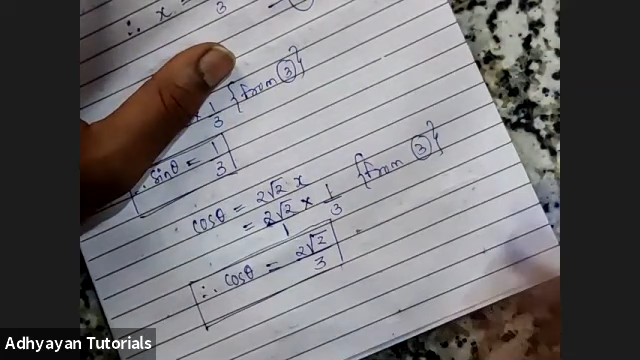 ∴ x = 3
× 1/3 {from ③}
∴ sinθ = 1/3
cosθ = 2√2 x
= 2√2/1 × 1/3 {from ③}
∴ cosθ = 2√2/3
Adhyayan Tutorials